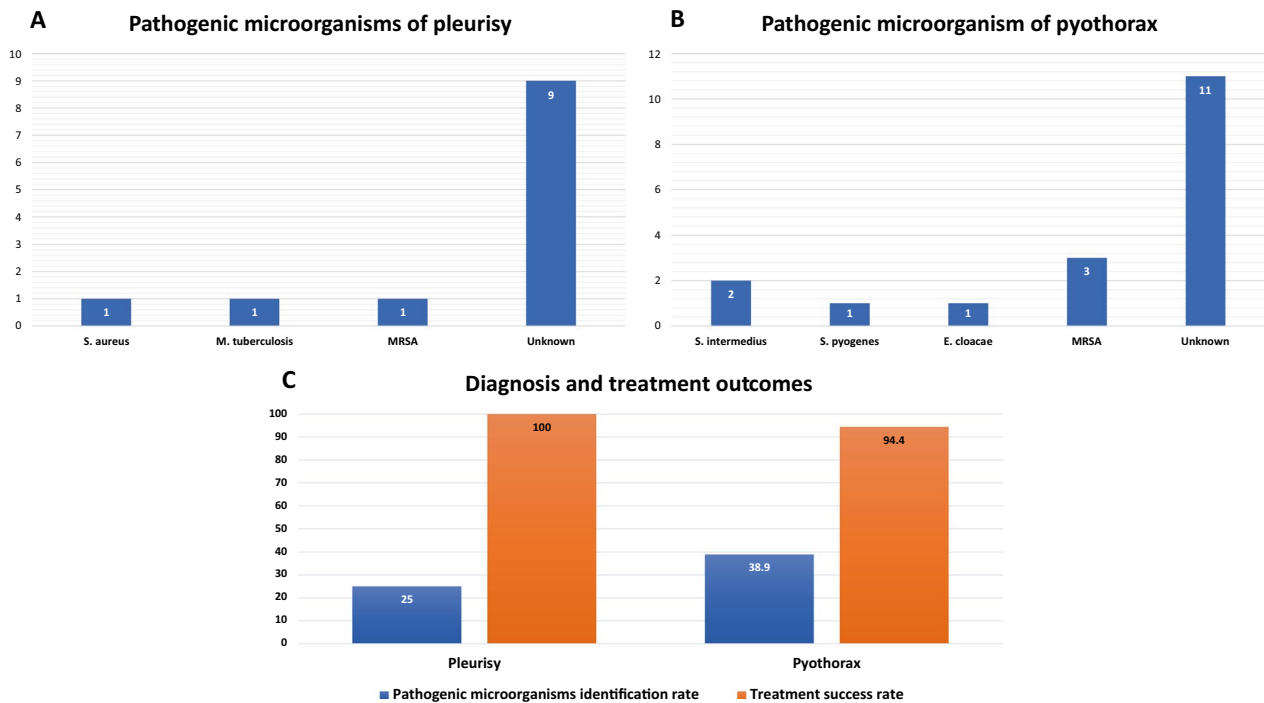 A
Pathogenic microorganisms of pleurisy
10
9
8
7
6
5
4
3
2
1
0
1
1
1
9
S. aureus
M. tuberculosis
MRSA
Unknown
B
Pathogenic microorganism of pyothorax
12
10
8
6
4
2
0
2
1
1
3
11
S. intermedius
S. pyogenes
E. cloacae
MRSA
Unknown
C
Diagnosis and treatment outcomes
100
90
80
70
60
50
40
30
20
10
0
25
100
38.9
94.4
Pleurisy
Pyothorax
Pathogenic microorganisms identification rate
Treatment success rate